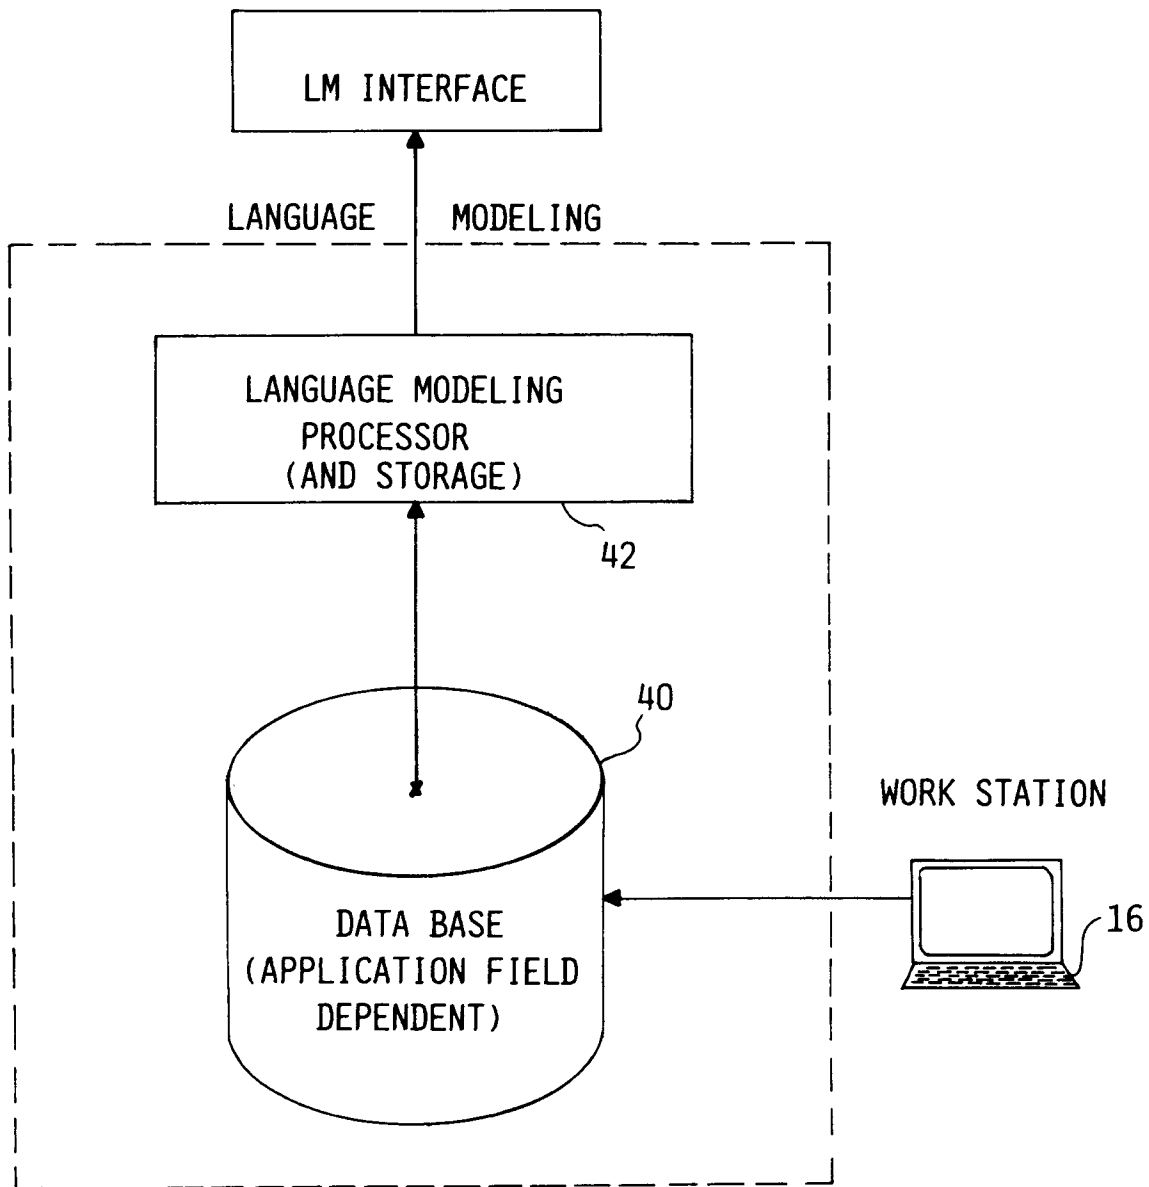 LM INTERFACE
LANGUAGE MODELING
LANGUAGE MODELING
PROCESSOR
(AND STORAGE)
42
40
WORK STATION
16
DATA BASE
(APPLICATION FIELD
DEPENDENT)